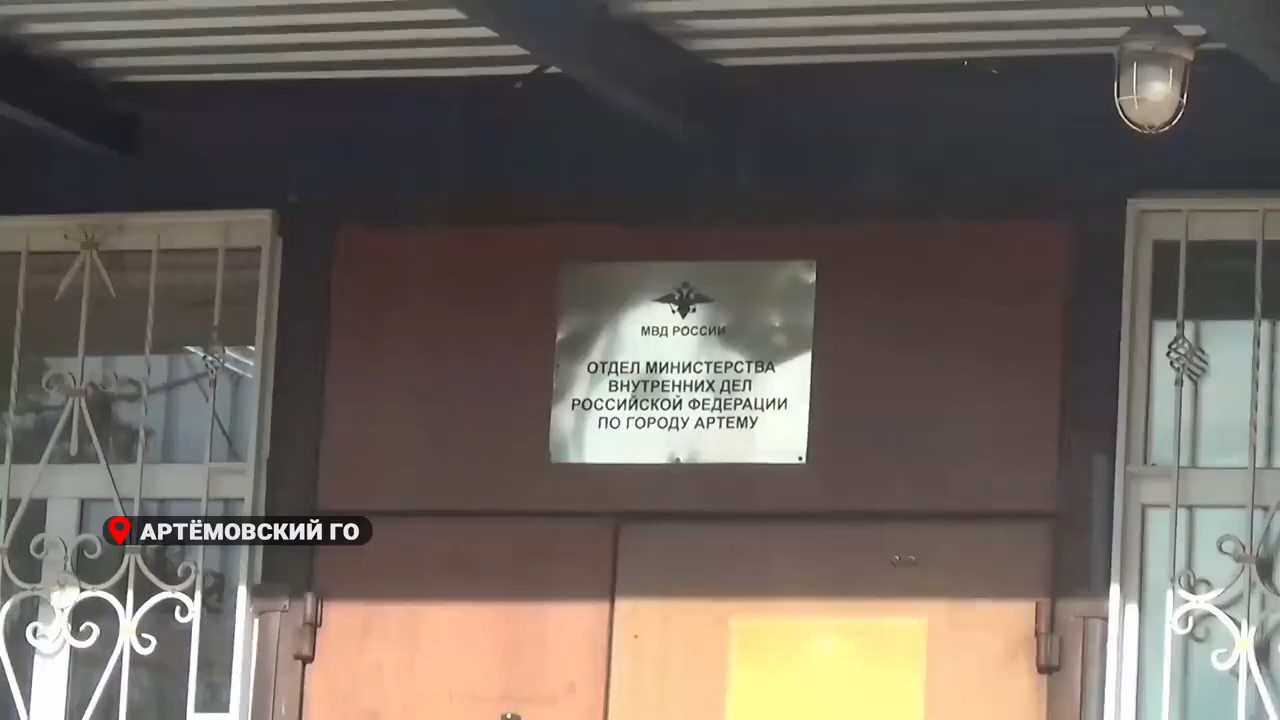 МВД РОССИИ
ОТДЕЛ МИНИСТЕРСТВА
ВНУТРЕННИХ ДЕЛ
РОССИЙСКОЙ ФЕДЕРАЦИИ
ПО ГОРОДУ АРТЕМУ
АРТЁМОВСКИЙ ГО